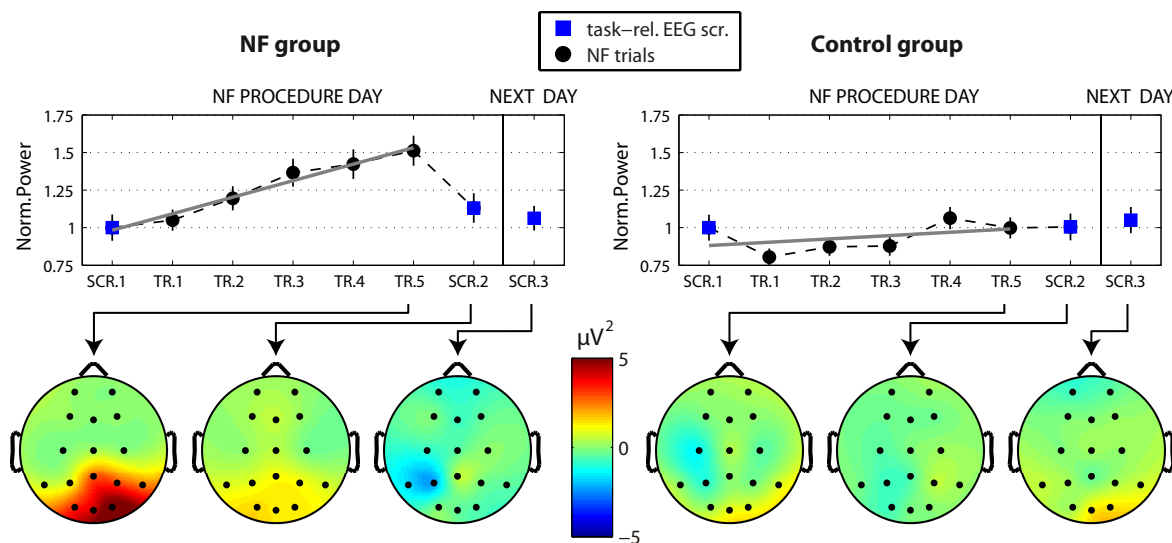 NF group
task−rel. EEG scr.
NF trials
Control group
NF PROCEDURE DAY
NEXT DAY
1.75
1.5
1.25
1
0.75
Norm.Power
SCR.1 TR.1 TR.2 TR.3 TR.4 TR.5 SCR.2 SCR.3
NF PROCEDURE DAY
NEXT DAY
1.75
1.5
1.25
1
0.75
Norm.Power
SCR.1 TR.1 TR.2 TR.3 TR.4 TR.5 SCR.2 SCR.3
µV²
5
0
−5